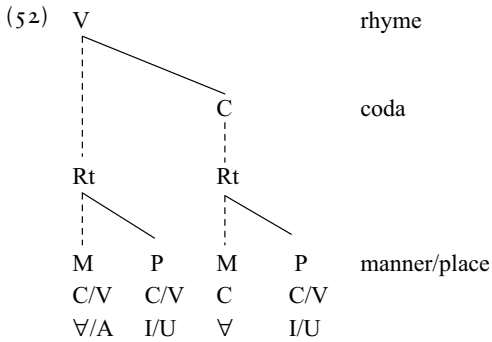 (52) V rhyme
C coda
Rt Rt
M P M P manner/place
C/V C/V C C/V
∀/A I/U ∀ I/U